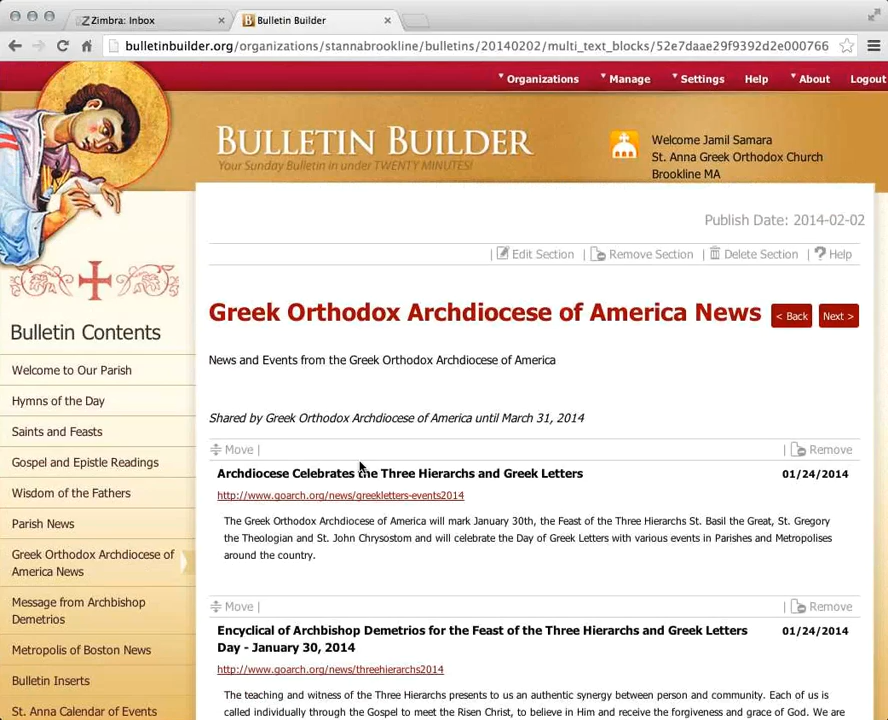 Zimbra: Inbox
Bulletin Builder
bulletinbuilder.org/organizations/stannabrookline/bulletins/20140202/multi_text_blocks/52e7daae29f9392d2e000766
Organizations Manage Settings Help About Logout
BULLETIN BUILDER
Your Sunday Bulletin in under TWENTY MINUTES!
Welcome Jamil Samara
St. Anna Greek Orthodox Church
Brookline MA
Publish Date: 2014-02-02
| Edit Section | Remove Section | Delete Section | ? Help
Greek Orthodox Archdiocese of America News
< Back
Next >
News and Events from the Greek Orthodox Archdiocese of America
Shared by Greek Orthodox Archdiocese of America until March 31, 2014
Move |
| Remove
Archdiocese Celebrates the Three Hierarchs and Greek Letters
01/24/2014
http://www.goarch.org/news/greekletters-events2014
The Greek Orthodox Archdiocese of America will mark January 30th, the Feast of the Three Hierarchs St. Basil the Great, St. Gregory
the Theologian and St. John Chrysostom and will celebrate the Day of Greek Letters with various events in Parishes and Metropolises
around the country.
Move |
| Remove
Encyclical of Archbishop Demetrios for the Feast of the Three Hierarchs and Greek Letters
Day - January 30, 2014
01/24/2014
http://www.goarch.org/news/threehierarchs2014
The teaching and witness of the Three Hierarchs presents to us an authentic synergy between person and community. Each of us is
called individually through the Gospel to meet the Risen Christ, to believe in Him and receive the forgiveness and grace of God. We are
Bulletin Contents
Welcome to Our Parish
Hymns of the Day
Saints and Feasts
Gospel and Epistle Readings
Wisdom of the Fathers
Parish News
Greek Orthodox Archdiocese of
America News
Message from Archbishop
Demetrios
Metropolis of Boston News
Bulletin Inserts
St. Anna Calendar of Events